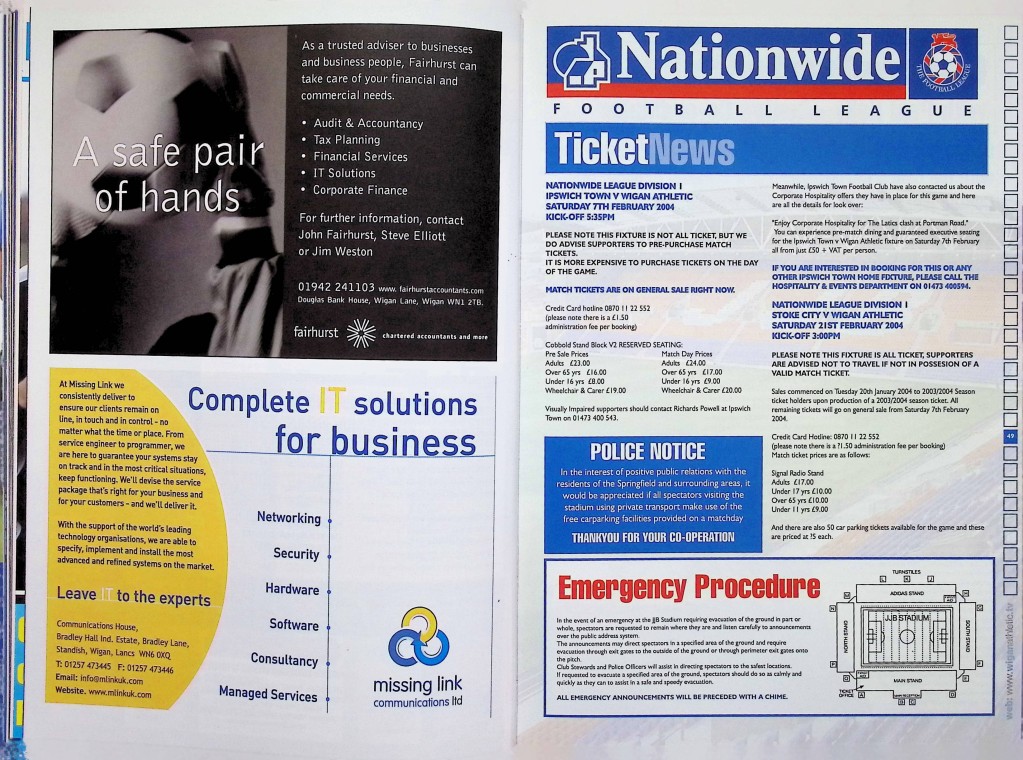 As a trusted adviser to businesses
and business people, Fairhurst can
take care of your financial and
commercial needs.
• Audit & Accountancy
• Tax Planning
• Financial Services
• IT Solutions
• Corporate Finance
A safe pair
of hands
For further information, contact
John Fairhurst, Steve Elliott
or Jim Weston
01942 241103 www. fairhurstaccountants.com
Douglas Bank House, Wigan Lane, Wigan WN1 2TB.
fairhurst chartered accountants and more
At Missing Link we
consistently deliver to
ensure our clients remain on
line, in touch and in control - no
matter what the time or place. From
service engineer to programmer, we
are here to guarantee your systems stay
on track and in the most critical situations,
keep functioning. We'll devise the service
package that's right for your business and
for your customers - and we'll deliver it.
With the support of the world's leading
technology organisations, we are able to
specify, implement and install the most
advanced and refined systems on the market.
Leave IT to the experts
Communications House,
Bradley Hall Ind. Estate, Bradley Lane,
Standish, Wigan, Lancs WN6 0XQ
T: 01257 473445 F: 01257 473446
Email: info@mlinkuk.com
Website. www.mlinkuk.com
Complete IT solutions
for business
Networking
Security
Hardware
Software
Consultancy
Managed Services
missing link
communications ltd
Nationwide
THE FOOTBALL LEAGUE
FOOTBALL LEAGUE
TicketNews
NATIONWIDE LEAGUE DIVISION 1
IPSWICH TOWN V WIGAN ATHLETIC
SATURDAY 7TH FEBRUARY 2004
KICK-OFF 5:35PM
PLEASE NOTE THIS FIXTURE IS NOT ALL TICKET, BUT WE
DO ADVISE SUPPORTERS TO PRE-PURCHASE MATCH
TICKETS.
IT IS MORE EXPENSIVE TO PURCHASE TICKETS ON THE DAY
OF THE GAME.
MATCH TICKETS ARE ON GENERAL SALE RIGHT NOW.
Credit Card hotline 0870 11 22 552
(please note there is a £1.50
administration fee per booking)
Cobbold Stand Block V2 RESERVED SEATING:
Pre Sale Prices Match Day Prices
Adults £23.00 Adults £24.00
Over 65 yrs £16.00 Over 65 yrs £17.00
Under 16 yrs £8.00 Under 16 yrs £9.00
Wheelchair & Carer £19.00 Wheelchair & Carer £20.00
Visually Impaired supporters should contact Richards Powell at Ipswich
Town on 01473 400 543.
POLICE NOTICE
In the interest of positive public relations with the
residents of the Springfield and surrounding areas, it
would be appreciated if all spectators visiting the
stadium using private transport make use of the
free carparking facilities provided on a matchday
THANKYOU FOR YOUR CO-OPERATION
Meanwhile, Ipswich Town Football Club have also contacted us about the
Corporate Hospitality offers they have in place for this game and here
are all the details for look over:
"Enjoy Corporate Hospitality for The Latics clash at Portman Road."
You can experience pre-match dining and guaranteed executive seating
for the Ipswich Town v Wigan Athletic fixture on Saturday 7th February
all from just £50 + VAT per person.
IF YOU ARE INTERESTED IN BOOKING FOR THIS OR ANY
OTHER IPSWICH TOWN HOME FIXTURE, PLEASE CALL THE
HOSPITALITY & EVENTS DEPARTMENT ON 01473 400594.
NATIONWIDE LEAGUE DIVISION 1
STOKE CITY V WIGAN ATHLETIC
SATURDAY 21ST FEBRUARY 2004
KICK-OFF 3:00PM
PLEASE NOTE THIS FIXTURE IS ALL TICKET, SUPPORTERS
ARE ADVISED NOT TO TRAVEL IF NOT IN POSSESION OF A
VALID MATCH TICKET.
Sales commenced on Tuesday 20th January 2004 to 2003/2004 Season
ticket holders upon production of a 2003/2004 season ticket. All
remaining tickets will go on general sale from Saturday 7th February
2004.
Credit Card Hotline: 0870 11 22 552
(please note there is a ?1.50 administration fee per booking)
Match ticket prices are as follows:
Signal Radio Stand
Adults £17.00
Under 17 yrs £10.00
Over 65 yrs £10.00
Under 11 yrs £9.00
And there are also 50 car parking tickets available for the game and these
are priced at ?5 each.
Emergency Procedure
In the event of an emergency at the JJB Stadium requiring evacuation of the ground in part or
whole, spectators are requested to remain where they are and listen carefully to announcements
over the public address system.
The announcements may direct spectators in a specified area of the ground and require
evacuation through exit gates to the outside of the ground or through perimeter exit gates onto
the pitch.
Club Stewards and Police Officers will assist in directing spectators to the safest locations.
If requested to evacuate a specified area of the ground, spectators should do so as calmly and
quickly as they can to assist in a safe and speedy evacuation.
ALL EMERGENCY ANNOUNCEMENTS WILL BE PRECEDED WITH A CHIME.
TURNSTILES
ADIDAS STAND
JJB STADIUM
NORTH STAND
SOUTH STAND
MAIN STAND
TICKET
OFFICE
49
web: www.wiganathletic.tv